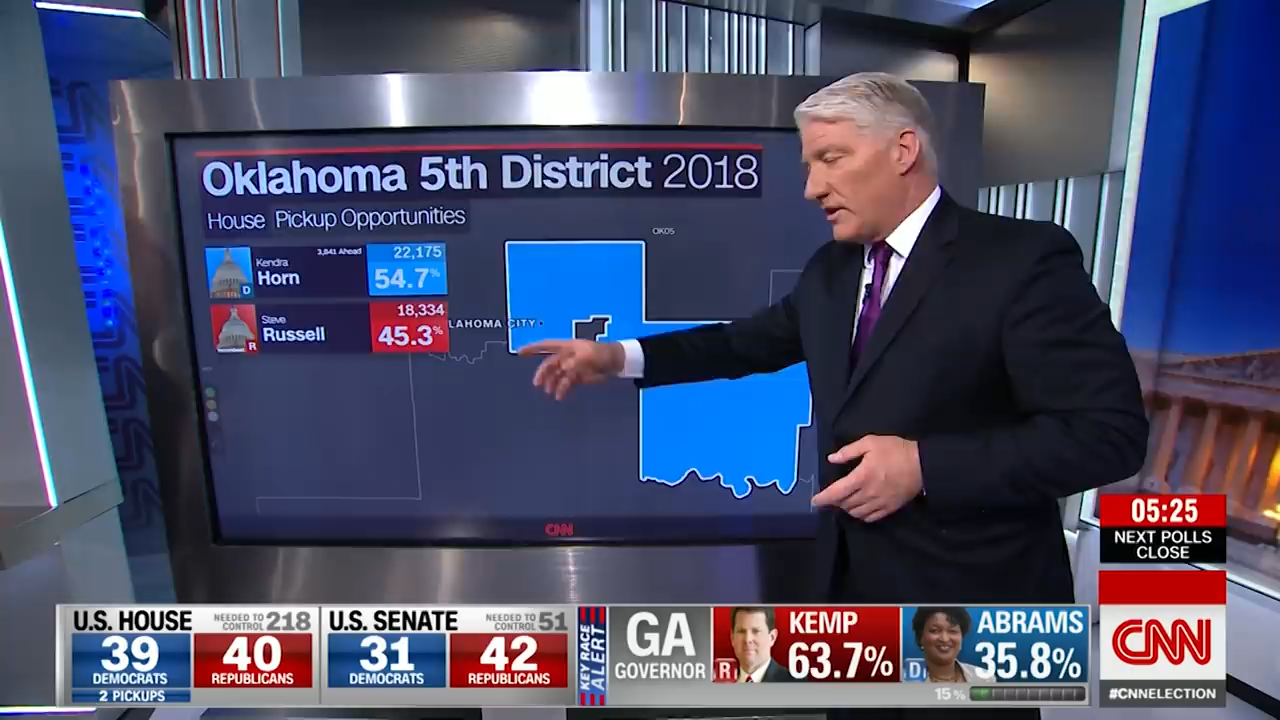 Oklahoma 5th District 2018
House Pickup Opportunities
OK05
Kendra
3,841 Ahead
22,175
Horn
54.7%
D
Steve
18,334
Russell
45.3%
R
LAHOMA CITY
CNN
05:25
NEXT POLLS
CLOSE
U.S. HOUSE
NEEDED TO
CONTROL 218
39
DEMOCRATS
40
REPUBLICANS
2 PICKUPS
U.S. SENATE
NEEDED TO
CONTROL 51
31
DEMOCRATS
42
REPUBLICANS
KEY RACE
ALERT
GA
GOVERNOR
R
KEMP
63.7%
D
ABRAMS
35.8%
15%
CNN
#CNNELECTION